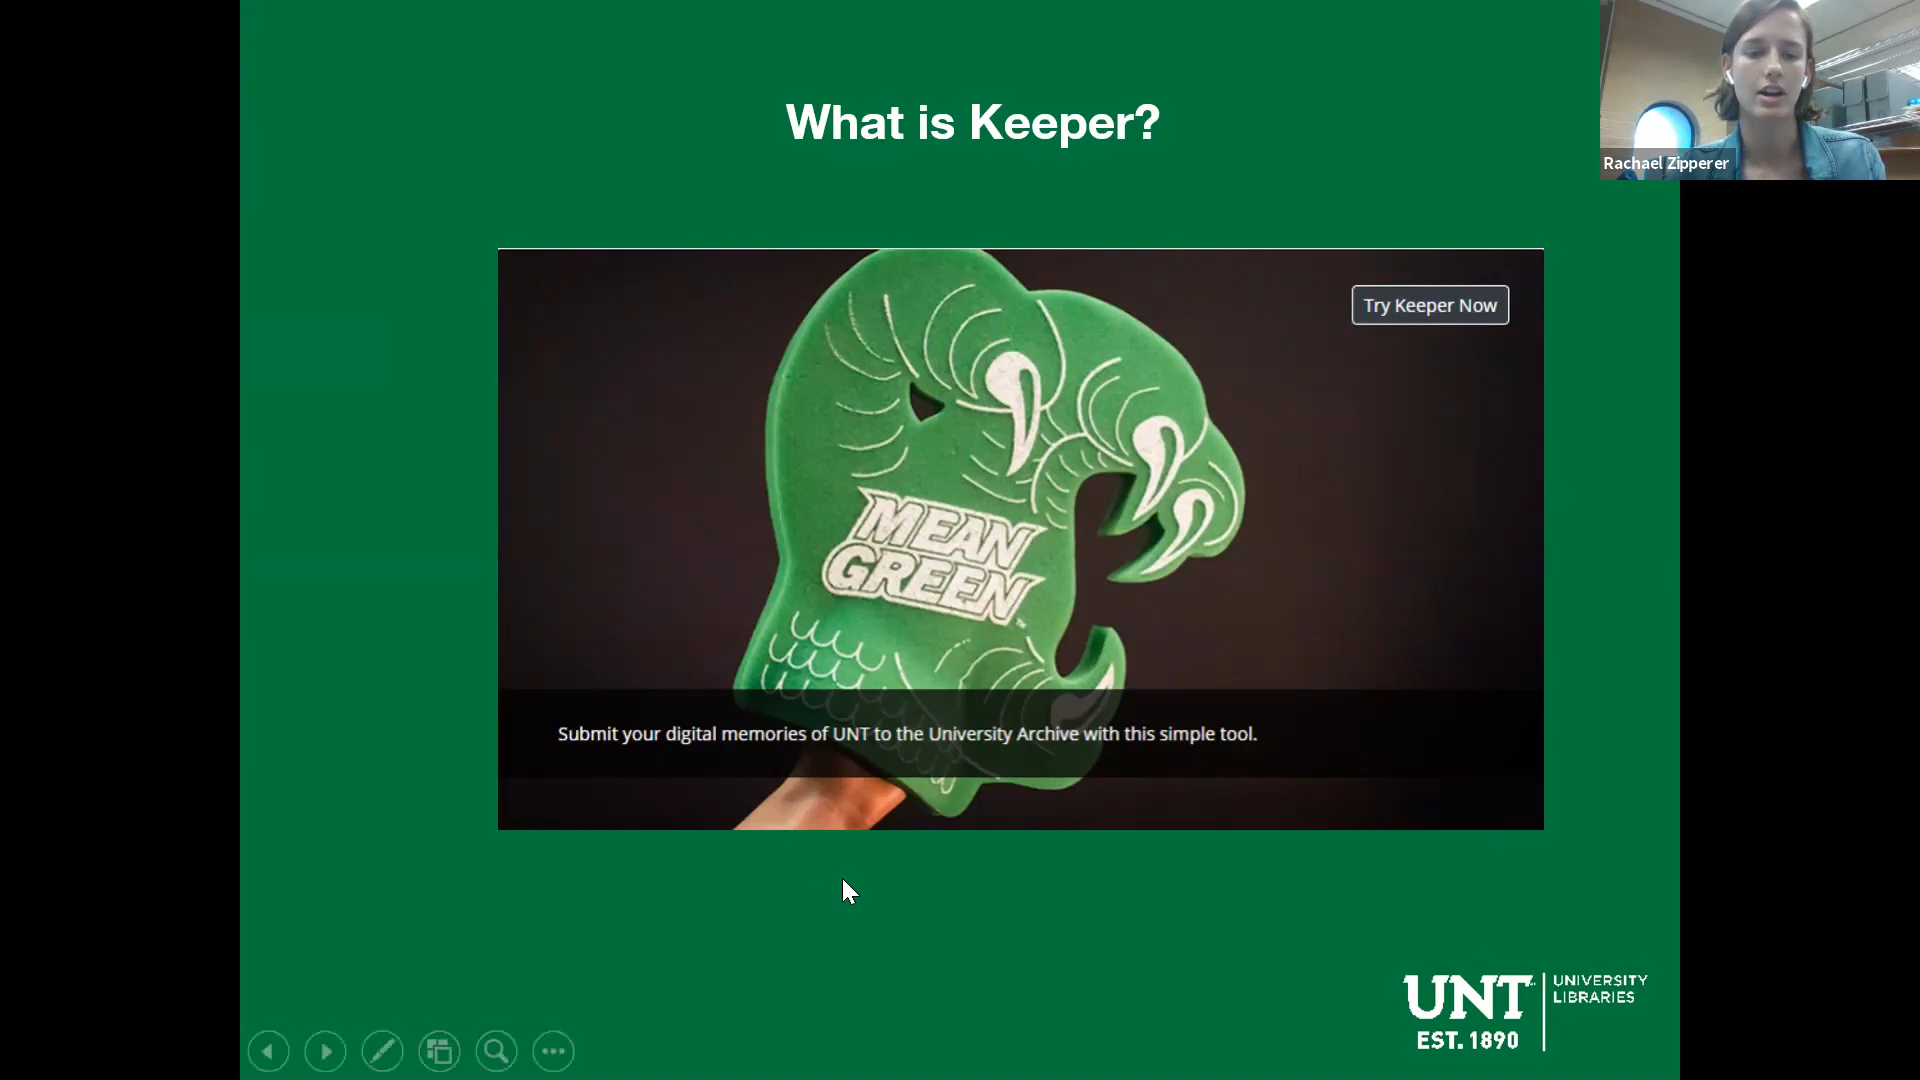 What is Keeper?
Rachael Zipperer
Try Keeper Now
MEAN
GREEN
Submit your digital memories of UNT to the University Archive with this simple tool.
UNT
EST. 1890
UNIVERSITY
LIBRARIES